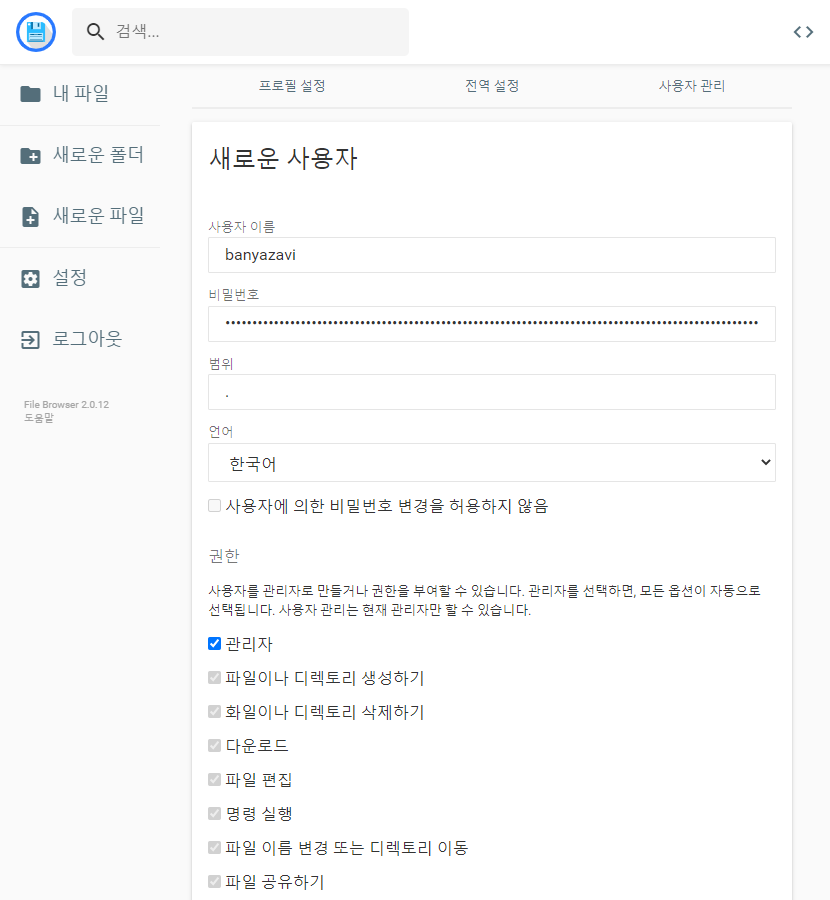 검색...
내 파일
새로운 폴더
새로운 파일
설정
로그아웃
File Browser 2.0.12
도움말
프로필 설정
전역 설정
사용자 관리
새로운 사용자
사용자 이름
banyazavi
비밀번호
범위
.
언어
한국어
사용자에 의한 비밀번호 변경을 허용하지 않음
권한
사용자를 관리자로 만들거나 권한을 부여할 수 있습니다. 관리자를 선택하면, 모든 옵션이 자동으로
선택됩니다. 사용자 관리는 현재 관리자만 할 수 있습니다.
관리자
파일이나 디렉토리 생성하기
화일이나 디렉토리 삭제하기
다운로드
파일 편집
명령 실행
파일 이름 변경 또는 디렉토리 이동
파일 공유하기